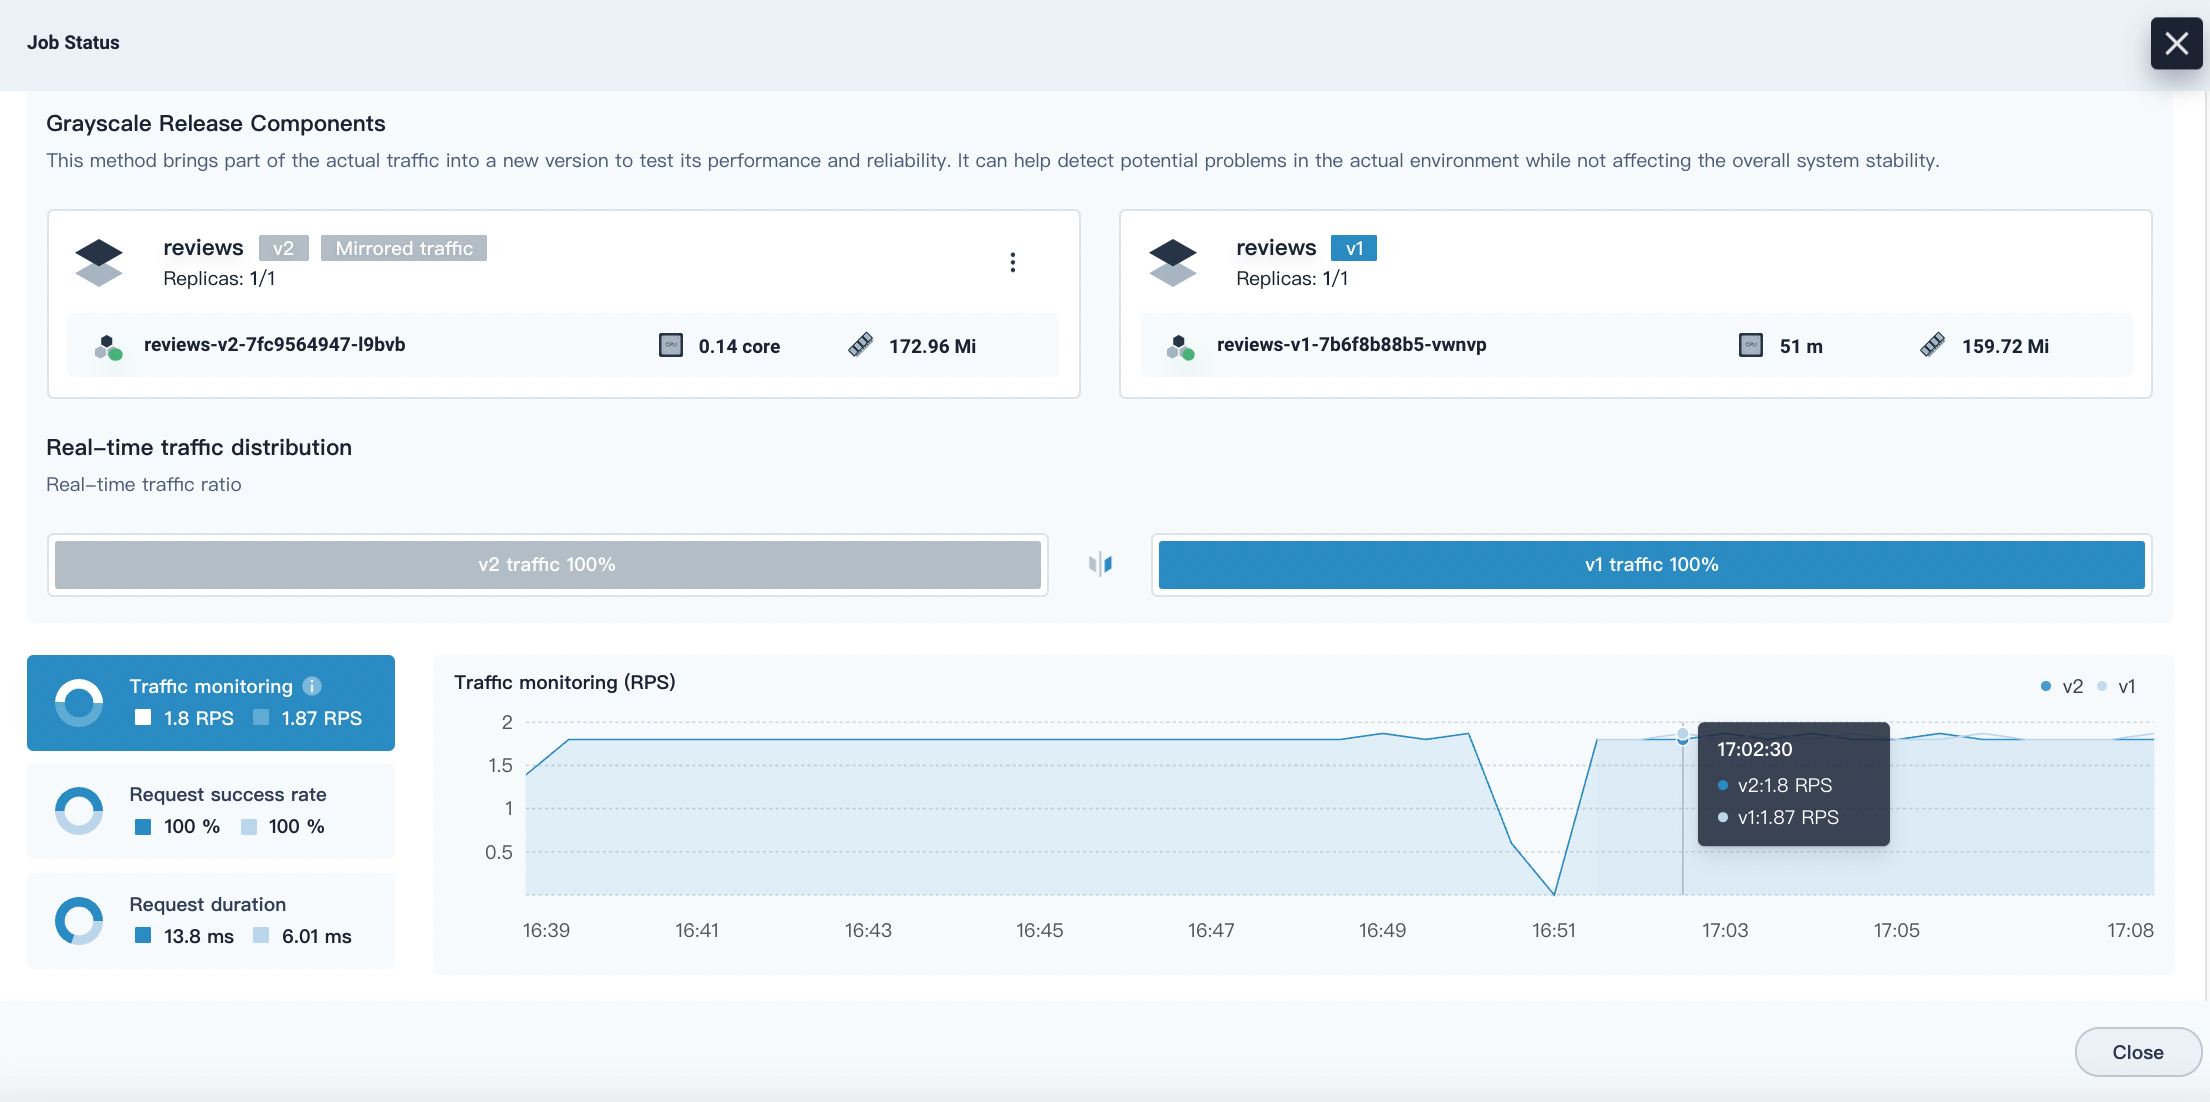 Job Status
Grayscale Release Components
This method brings part of the actual traffic into a new version to test its performance and reliability. It can help detect potential problems in the actual environment while not affecting the overall system stability.
reviews v2 Mirrored traffic
Replicas: 1/1
reviews-v2-7fc9564947-l9bvb CPU 0.14 core 172.96 Mi
reviews v1
Replicas: 1/1
reviews-v1-7b6f8b88b5-vwnvp CPU 51 m 159.72 Mi
Real-time traffic distribution
Real-time traffic ratio
v2 traffic 100%
v1 traffic 100%
Traffic monitoring i
1.8 RPS 1.87 RPS
Request success rate
100 % 100 %
Request duration
13.8 ms 6.01 ms
Traffic monitoring (RPS)
v2 v1
2
1.5
1
0.5
17:02:30
v2:1.8 RPS
v1:1.87 RPS
16:39 16:41 16:43 16:45 16:47 16:49 16:51 17:03 17:05 17:08
Close